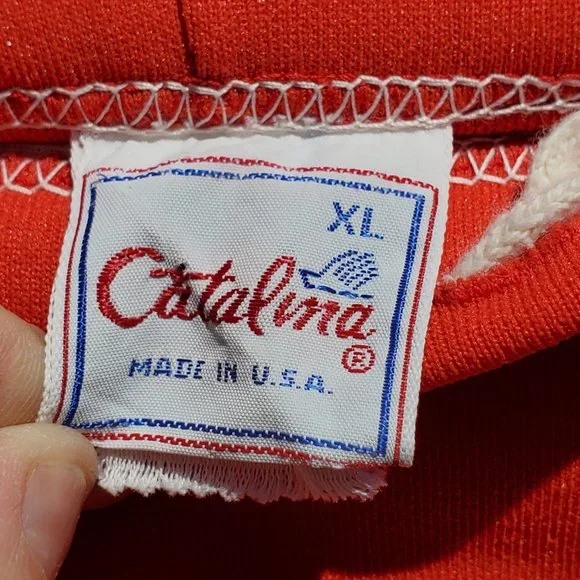 XL
Catalina
®
MADE IN U.S.A.